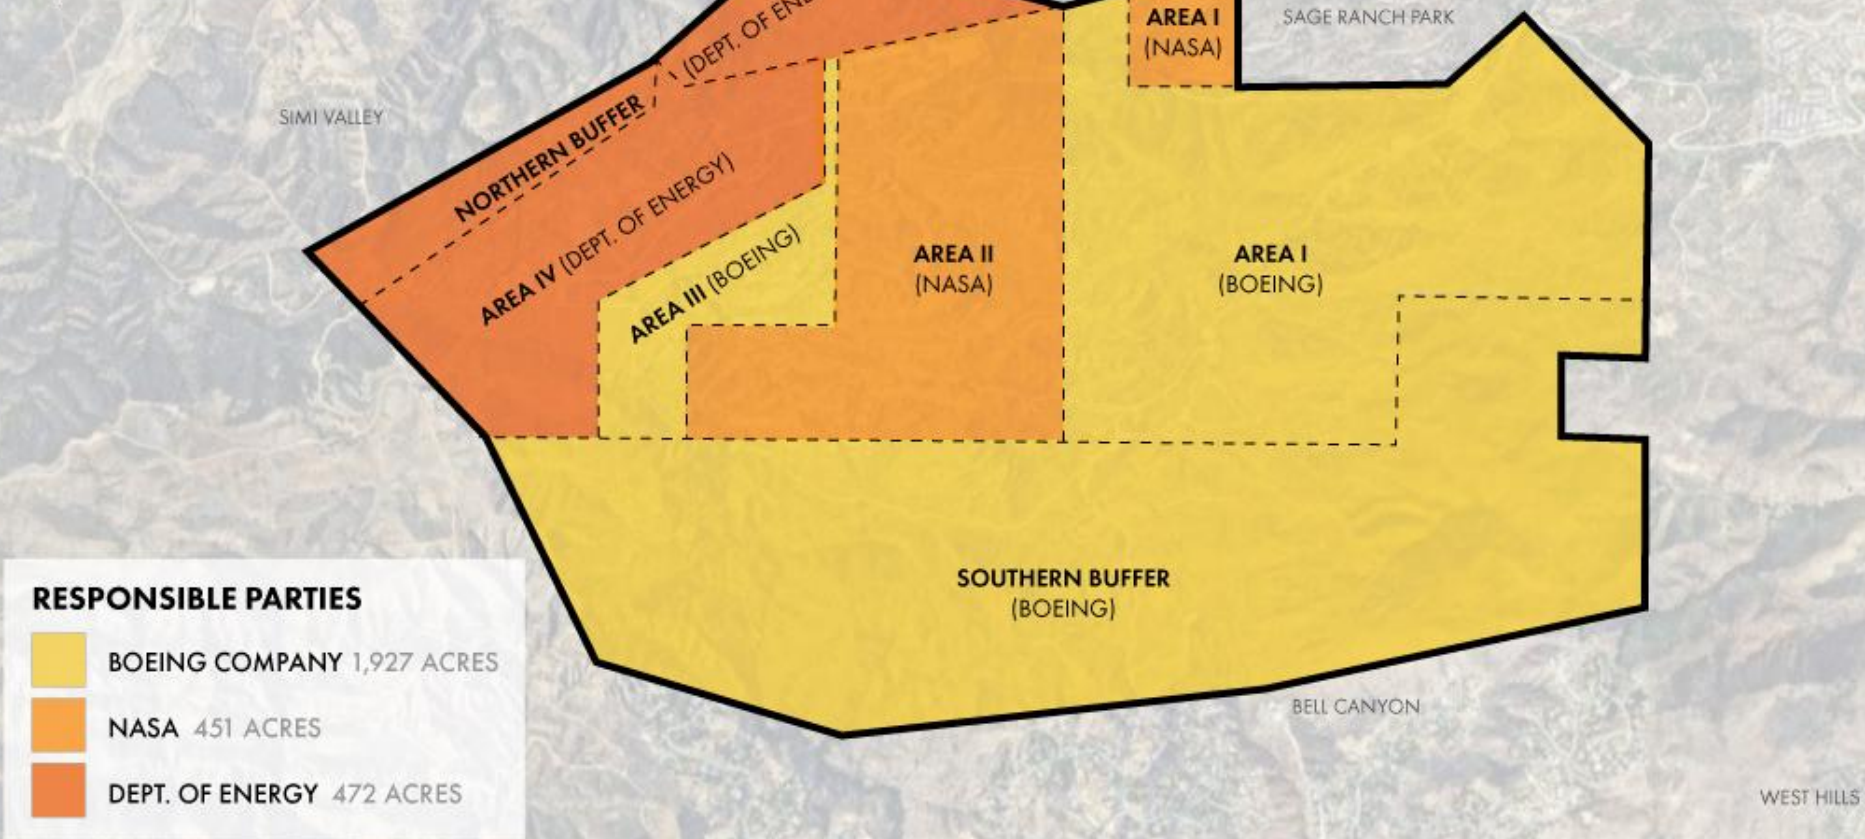 (DEPT. OF
AREA I
(NASA)
SAGE RANCH PARK
SIMI VALLEY
NORTHERN BUFFER
AREA IV (DEPT. OF ENERGY)
AREA III (BOEING)
AREA II
(NASA)
AREA I
(BOEING)
SOUTHERN BUFFER
(BOEING)
BELL CANYON
WEST HILLS
RESPONSIBLE PARTIES
BOEING COMPANY 1,927 ACRES
NASA 451 ACRES
DEPT. OF ENERGY 472 ACRES